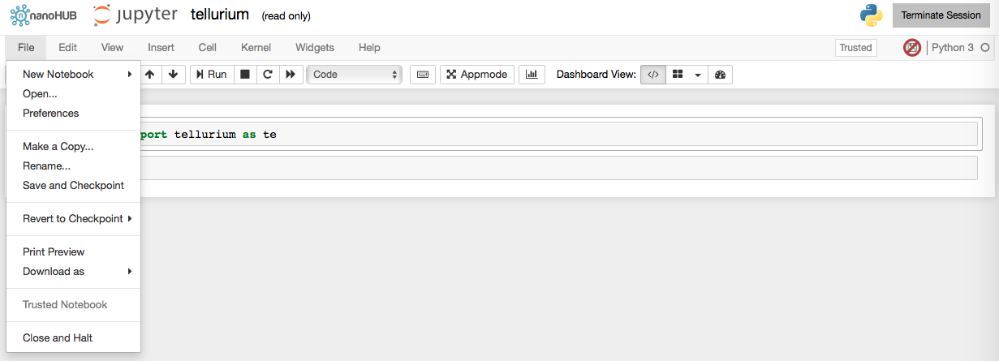 nanoHUB jupyter tellurium (read only) Terminate Session
File Edit View Insert Cell Kernel Widgets Help Trusted Python 3
Run Code Appmode Dashboard View: </>
New Notebook
Open...
Preferences
Make a Copy...
Rename...
Save and Checkpoint
Revert to Checkpoint
Print Preview
Download as
Trusted Notebook
Close and Halt
port tellurium as te